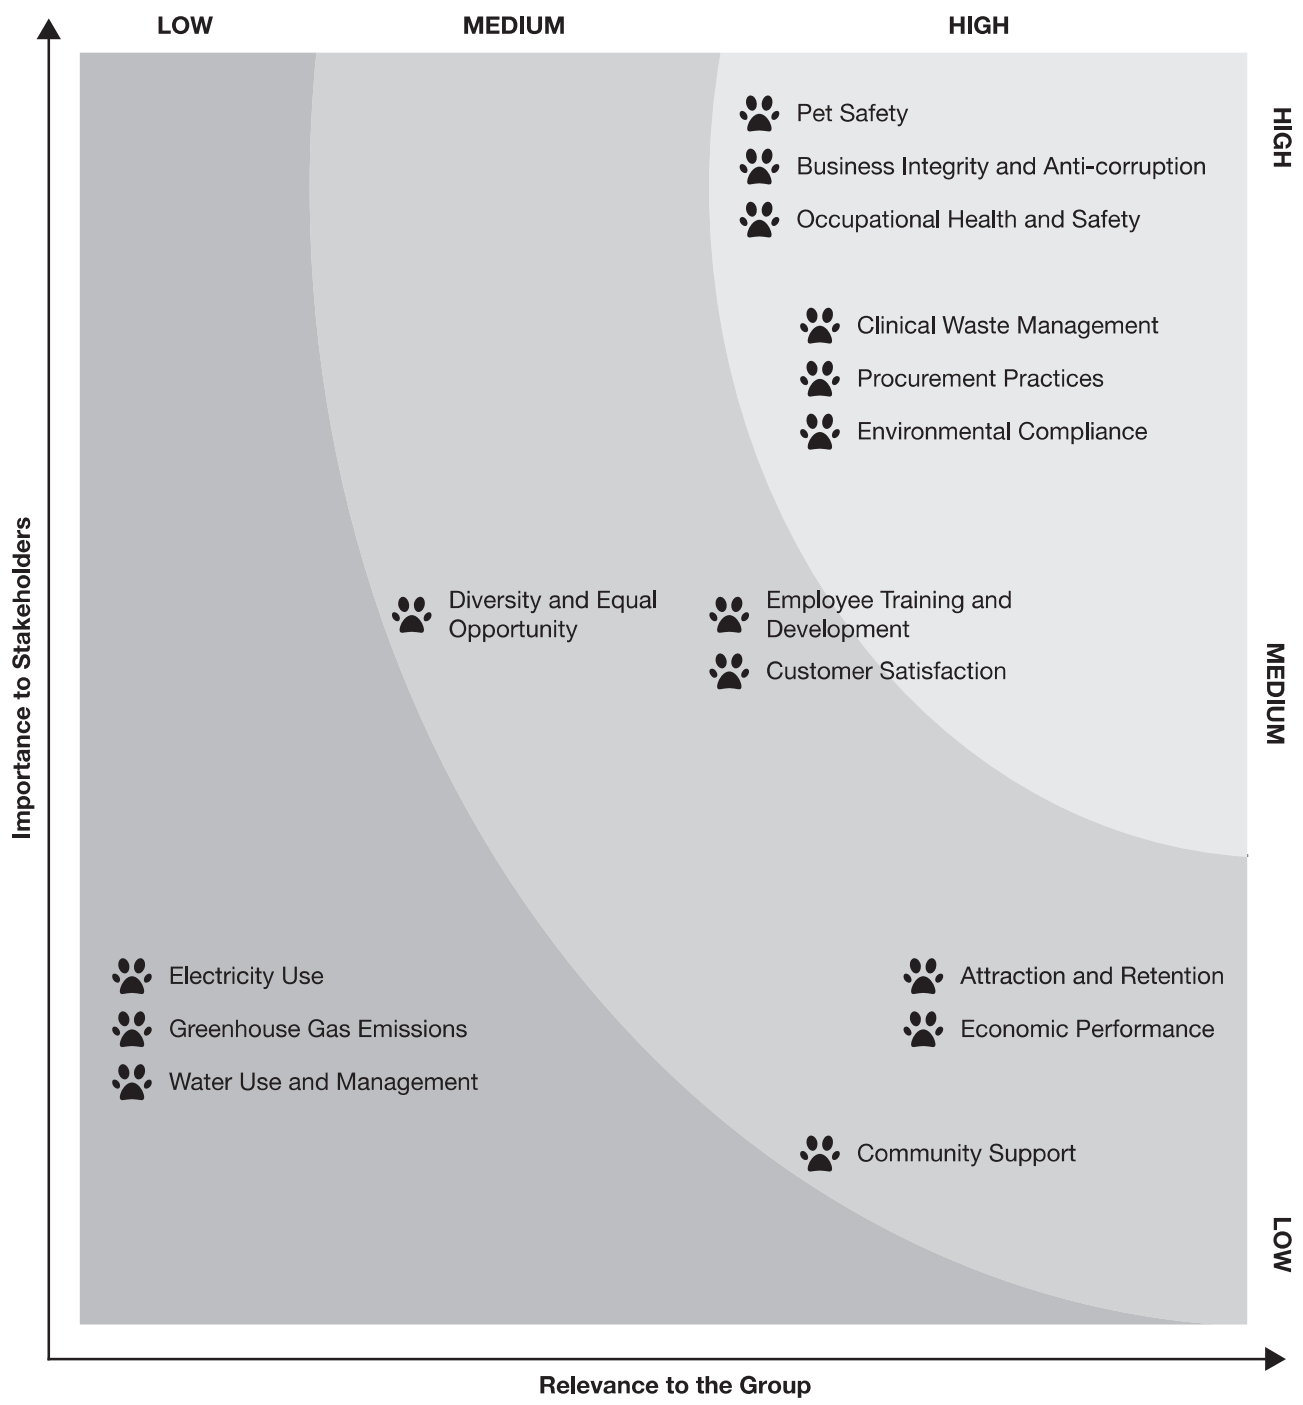 LOW
MEDIUM
HIGH
HIGH
MEDIUM
LOW
Importance to Stakeholders
Pet Safety
Business Integrity and Anti-corruption
Occupational Health and Safety
Clinical Waste Management
Procurement Practices
Environmental Compliance
Diversity and Equal
Opportunity
Employee Training and
Development
Customer Satisfaction
Electricity Use
Greenhouse Gas Emissions
Water Use and Management
Attraction and Retention
Economic Performance
Community Support
Relevance to the Group